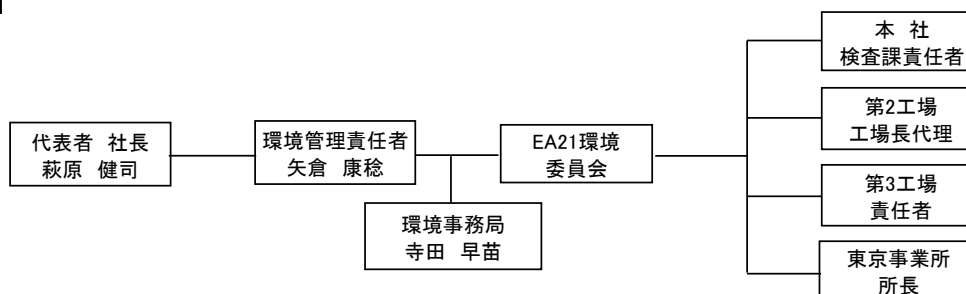 代表者 社長
萩原 健司
環境管理責任者
矢倉 康稔
環境事務局
寺田 早苗
EA21環境
委員会
本 社
検査課責任者
第2工場
工場長代理
第3工場
責任者
東京事業所
所長